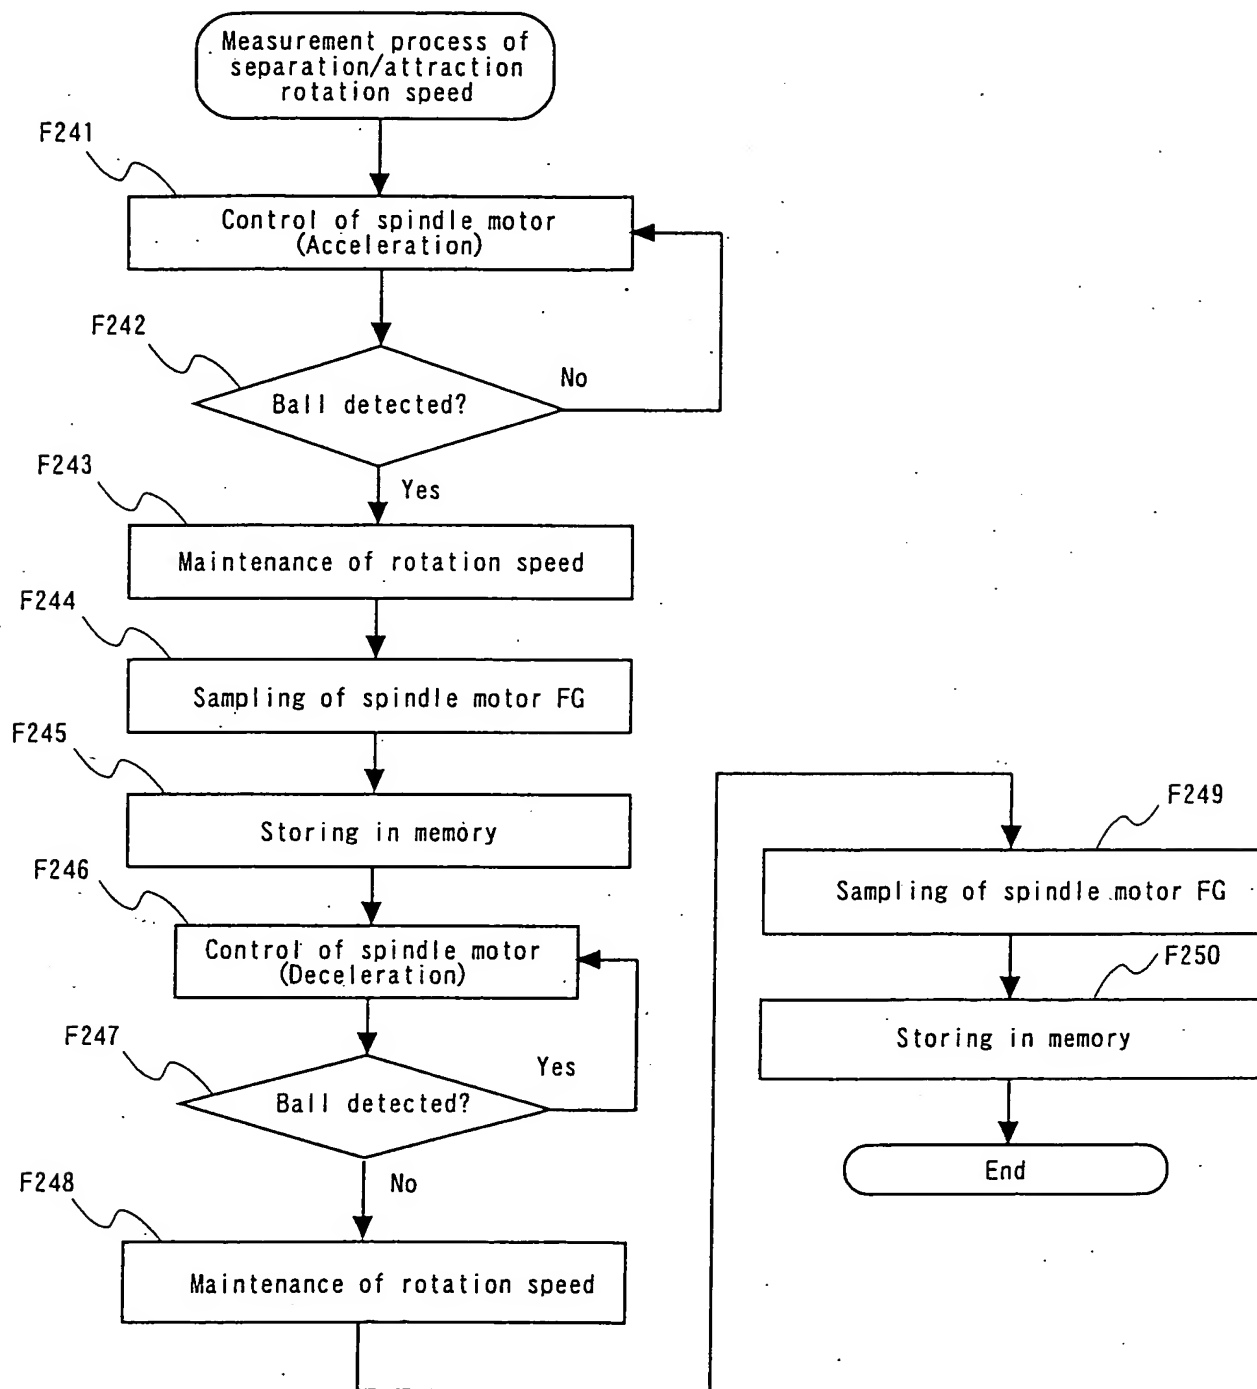 Measurement process of
separation/attraction
rotation speed
F241
Control of spindle motor
(Acceleration)
F242
Ball detected?
No
Yes
F243
Maintenance of rotation speed
F244
Sampling of spindle motor FG
F245
Storing in memory
F246
Control of spindle motor
(Deceleration)
F247
Ball detected?
Yes
No
F248
Maintenance of rotation speed
F249
Sampling of spindle motor FG
F250
Storing in memory
End